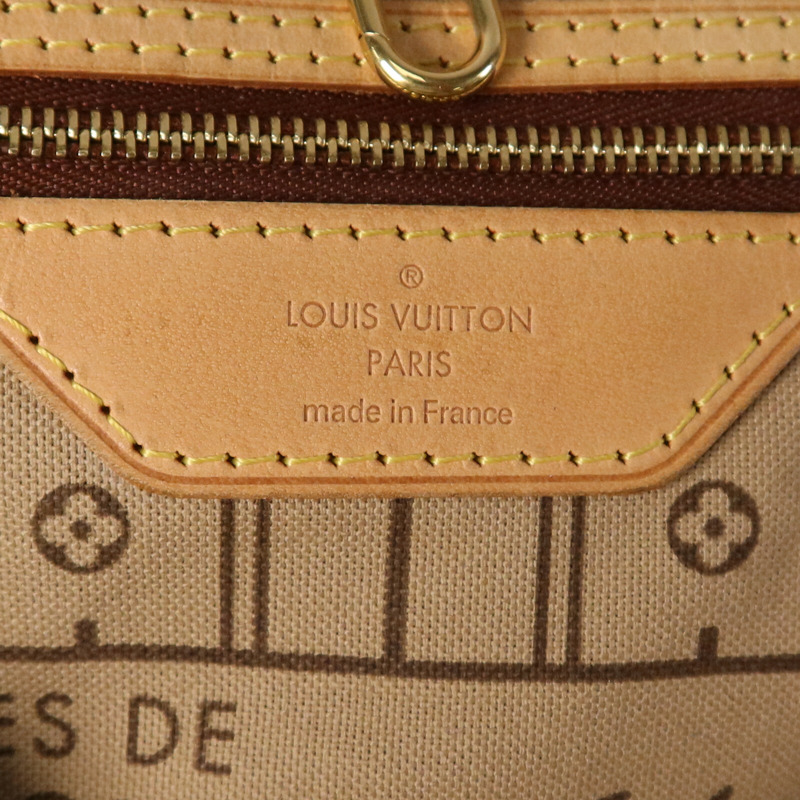 ®
LOUIS VUITTON
PARIS
made in France
ES DE